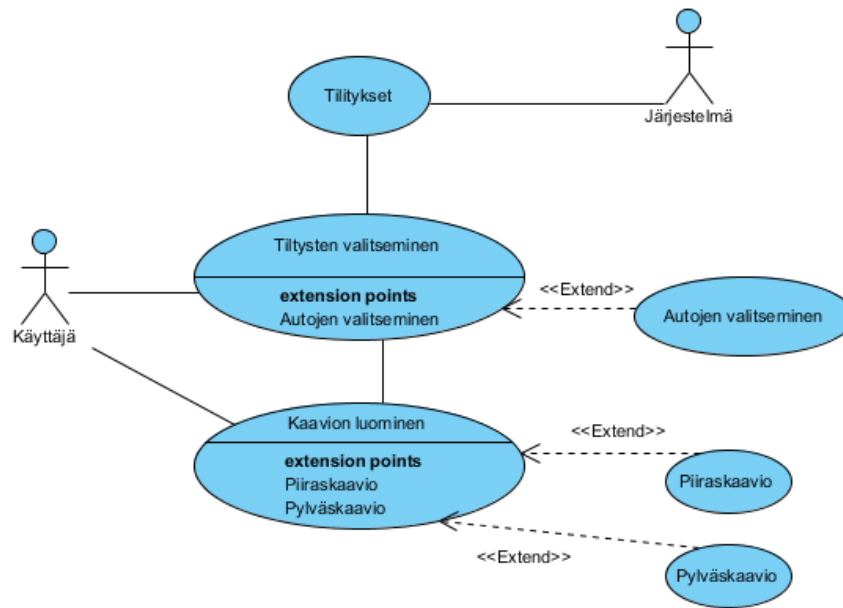 Tilitykset
Järjestelmä
Tiltysten valitseminen
extension points
Autojen valitseminen
<<Extend>>
Autojen valitseminen
Käyttäjä
Kaavion luominen
extension points
Piiraskaavio
Pylväskaavio
<<Extend>>
Piiraskaavio
<<Extend>>
Pylväskaavio